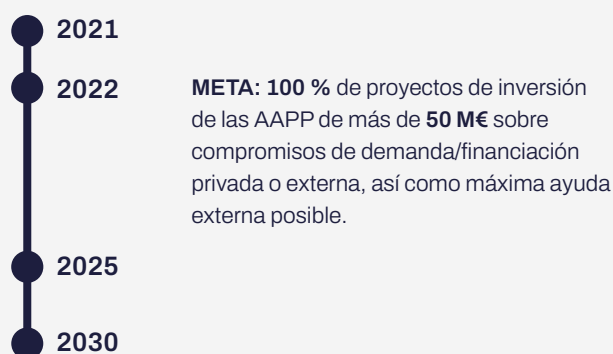 2021
2022
META: 100 % de proyectos de inversión
de las AAPP de más de 50 M€ sobre
compromisos de demanda/financiación
privada o externa, así como máxima ayuda
externa posible.
2025
2030